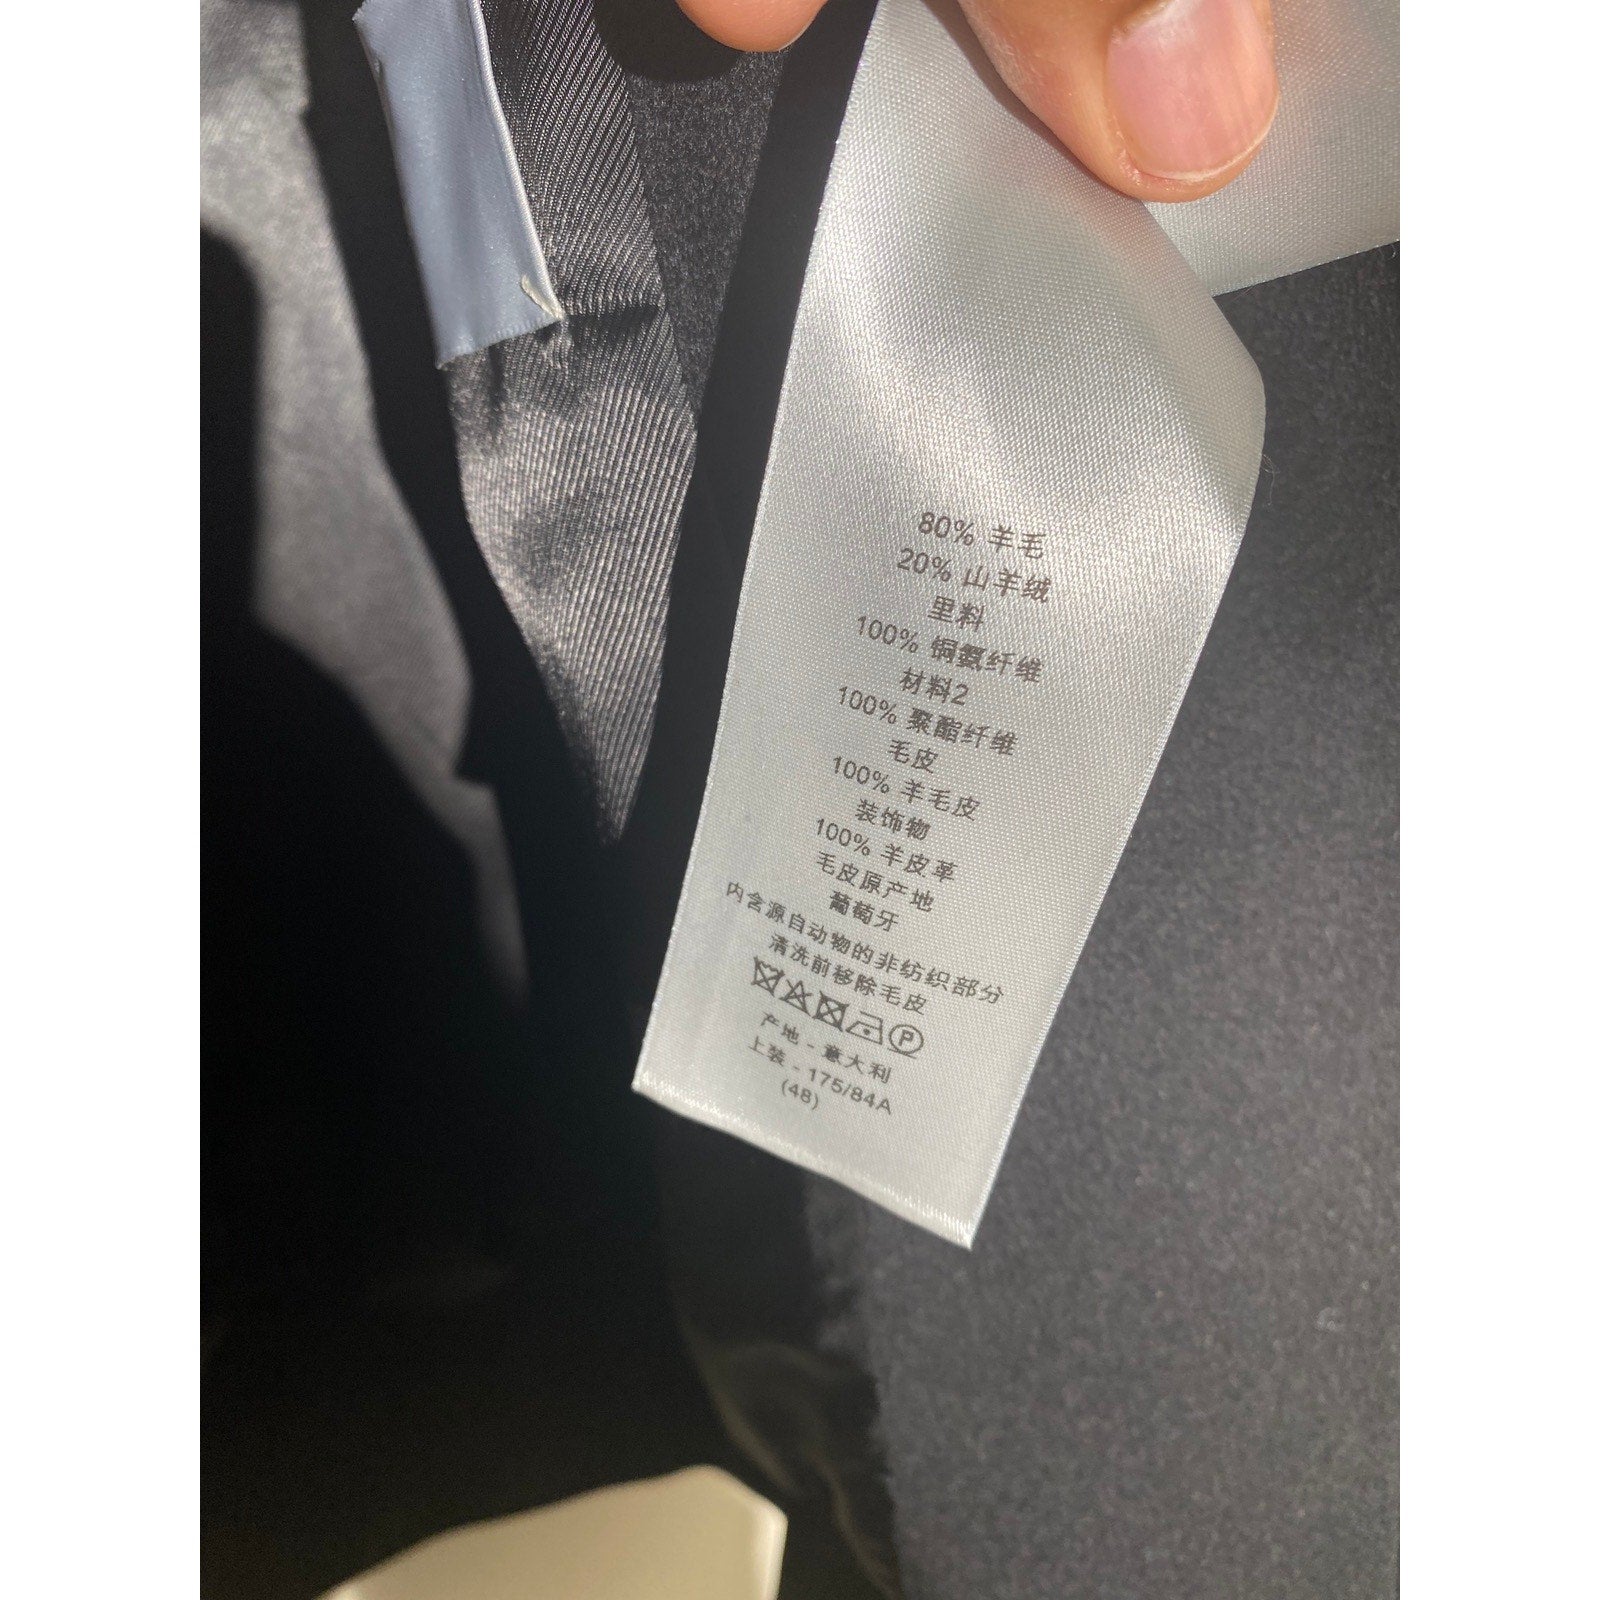 80% 羊毛
20% 山羊绒
里料
100% 铜氨纤维
材料2
100% 聚酯纤维
毛皮
100% 羊毛皮
装饰物
100% 羊皮革
毛皮原产地
葡萄牙
内含源自动物的非纺织部分
清洗前移除毛皮
P
产地 - 意大利
上装 - 175/84A
(48)